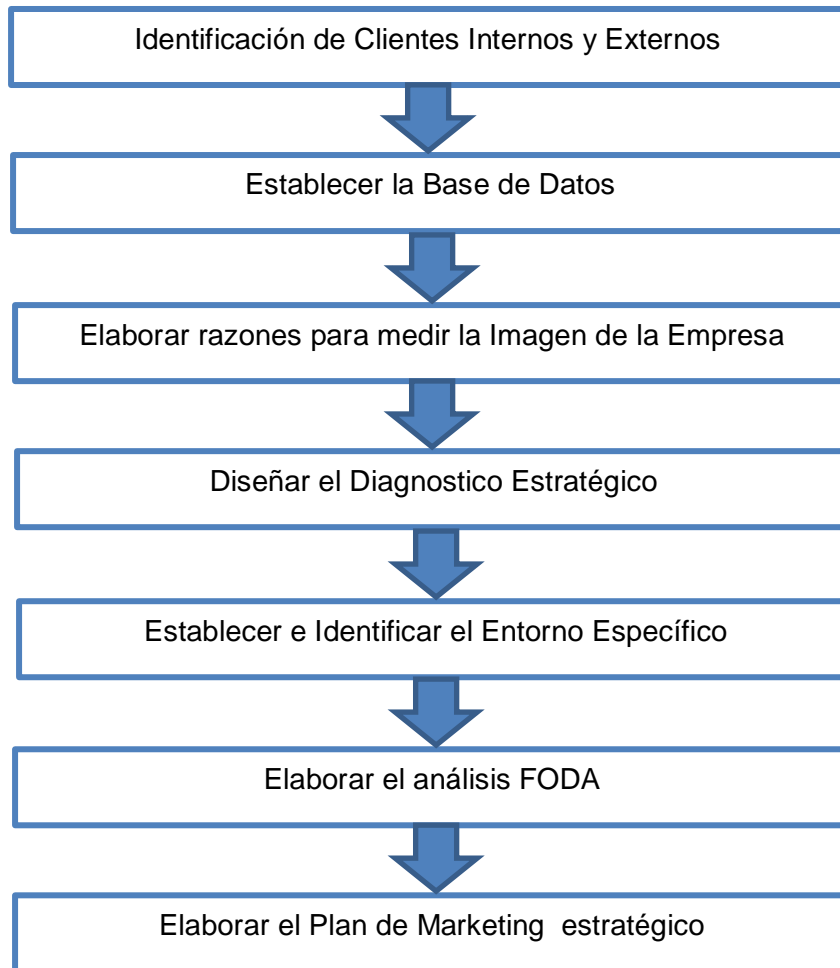 Identificación de Clientes Internos y Externos
Establecer la Base de Datos
Elaborar razones para medir la Imagen de la Empresa
Diseñar el Diagnostico Estratégico
Establecer e Identificar el Entorno Específico
Elaborar el análisis FODA
Elaborar el Plan de Marketing  estratégico